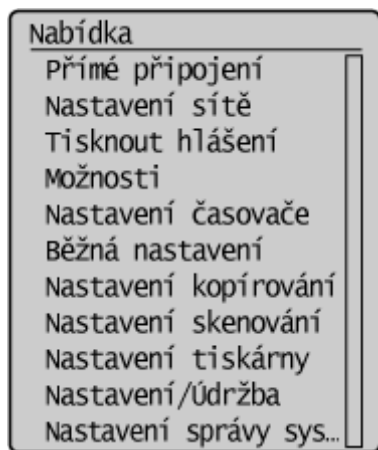 Nabídka
Přímé připojení
Nastavení sítě
Tisknout hlášení
Možnosti
Nastavení časovače
Běžná nastavení
Nastavení kopírování
Nastavení skenování
Nastavení tiskárny
Nastavení/Údržba
Nastavení správy sys…